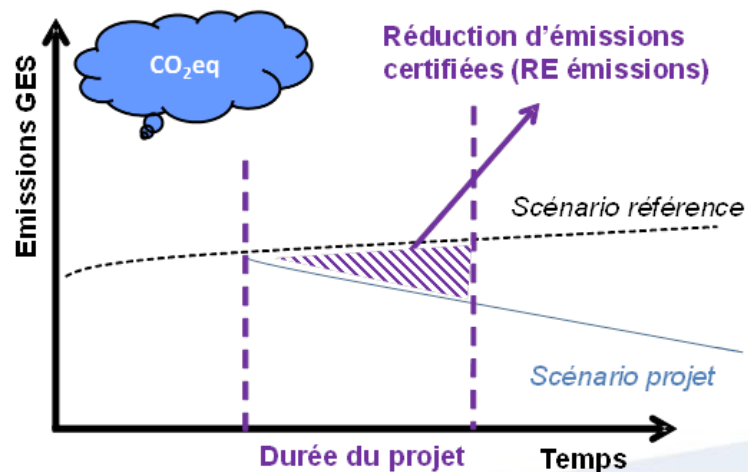 CO₂eq
Réduction d’émissions
certifiées (RE émissions)
Emissions GES
Scénario référence
Scénario projet
Durée du projet
Temps